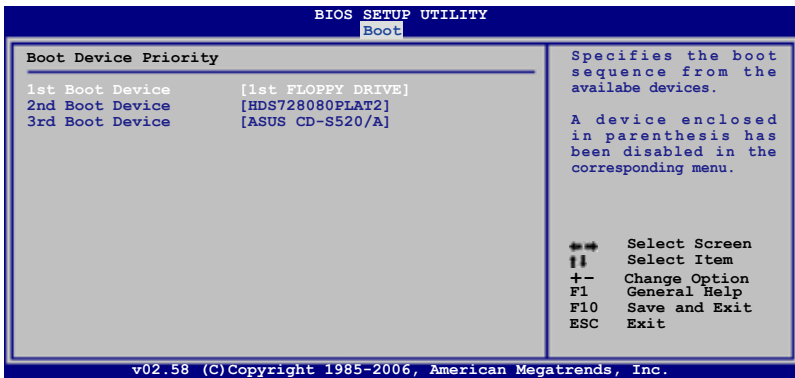 BIOS SETUP UTILITY
Boot
Boot Device Priority
1st Boot Device [1st FLOPPY DRIVE]
2nd Boot Device [HDS728080PLAT2]
3rd Boot Device [ASUS CD-S520/A]
Specifies the boot
sequence from the
availabe devices.
A device enclosed
in parenthesis has
been disabled in the
corresponding menu.
←→ Select Screen
↑↓ Select Item
+- Change Option
F1 General Help
F10 Save and Exit
ESC Exit
v02.58 (C)Copyright 1985-2006, American Megatrends, Inc.